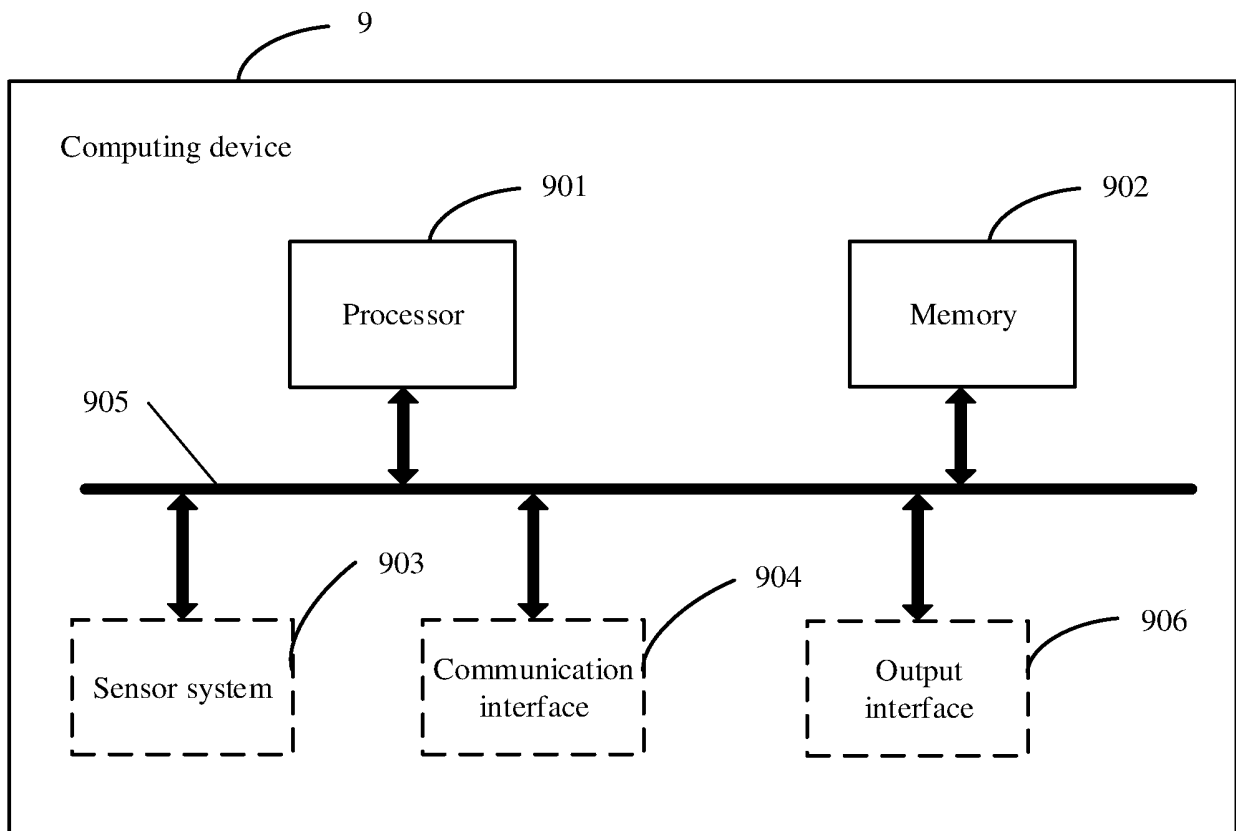 9
Computing device
901
902
Processor
Memory
905
903
904
906
Sensor system
Communication
interface
Output
interface